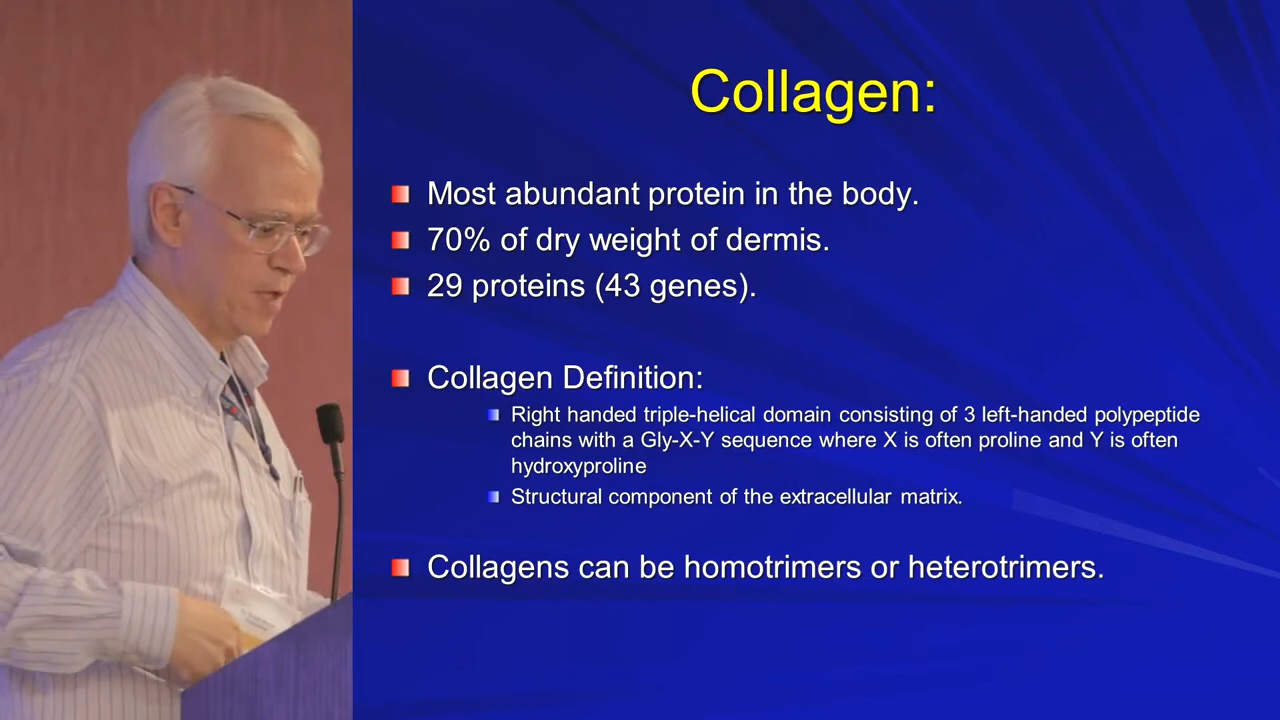 Collagen:
Most abundant protein in the body.
70% of dry weight of dermis.
29 proteins (43 genes).
Collagen Definition:
Right handed triple-helical domain consisting of 3 left-handed polypeptide
chains with a Gly-X-Y sequence where X is often proline and Y is often
hydroxyproline
Structural component of the extracellular matrix.
Collagens can be homotrimers or heterotrimers.